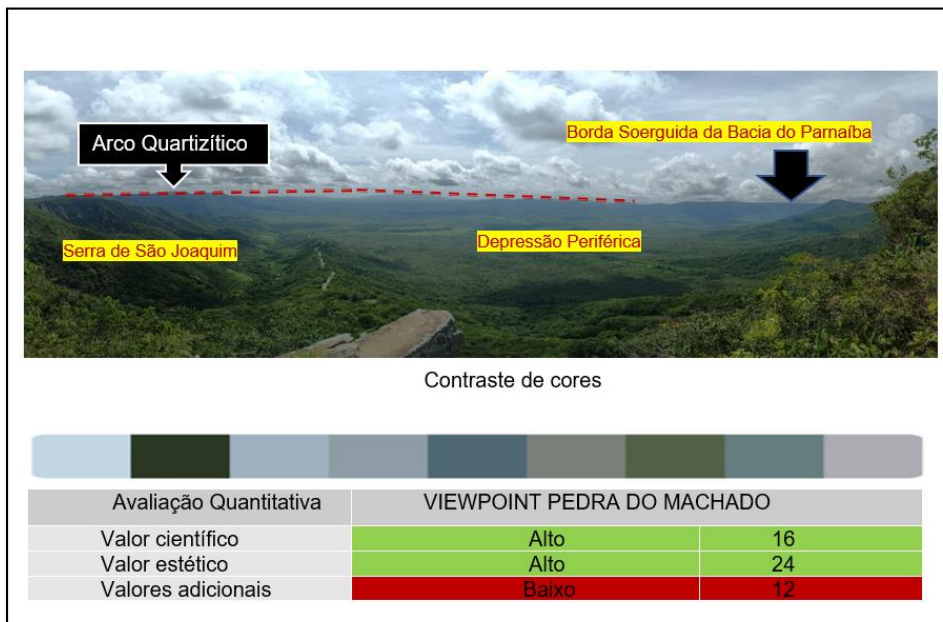 Arco Quartizítico
Borda Soerguida da Bacia do Parnaíba
Serra de São Joaquim
Depressão Periférica
Contraste de cores
Avaliação Quantitativa VIEWPOINT PEDRA DO MACHADO
Valor científico Alto 16
Valor estético Alto 24
Valores adicionais Baixo 12